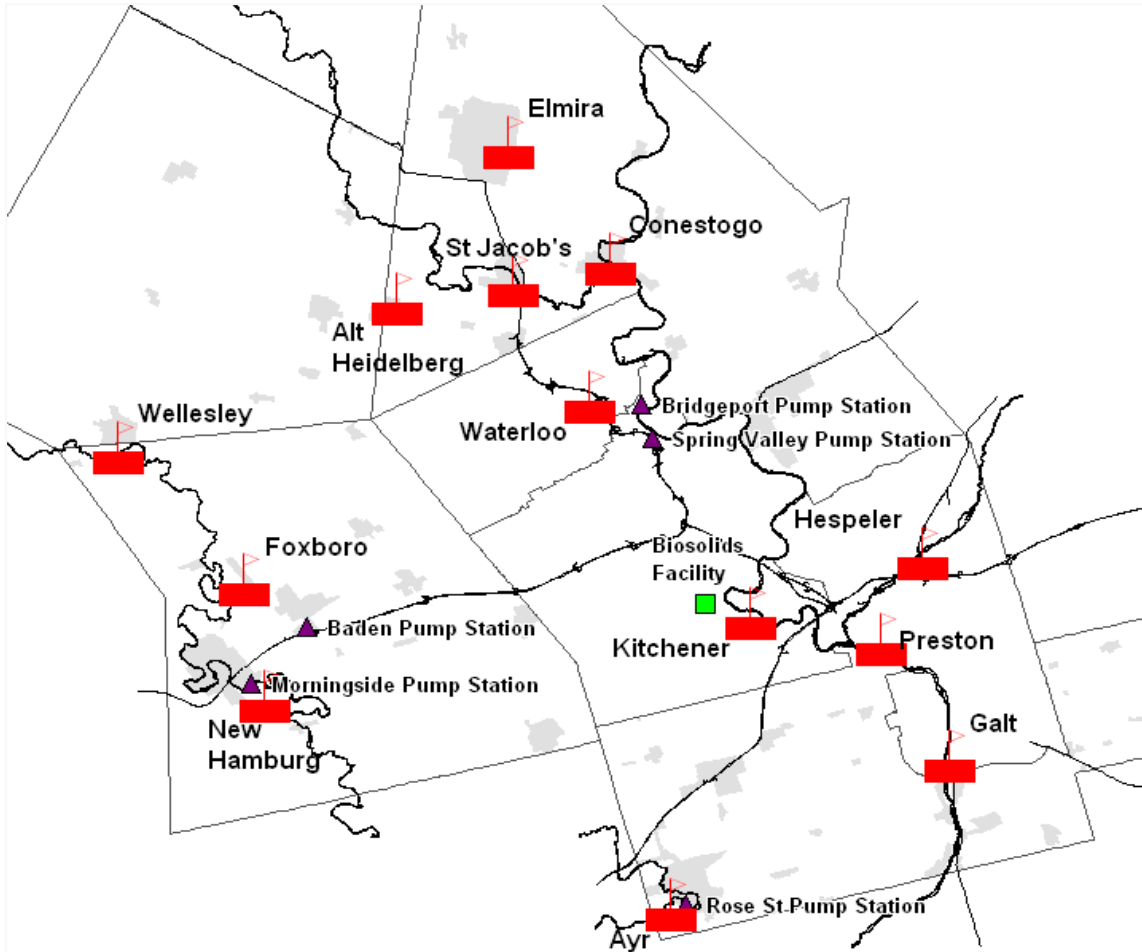 Elmira
Conestogo
St Jacob's
Alt
Heidelberg
Wellesley
Waterloo
Bridgeport Pump Station
Spring Valley Pump Station
Hespeler
Foxboro
Biosolids
Facility
Baden Pump Station
Kitchener
Preston
Morningside Pump Station
New
Hamburg
Galt
Rose St Pump Station
Ayr